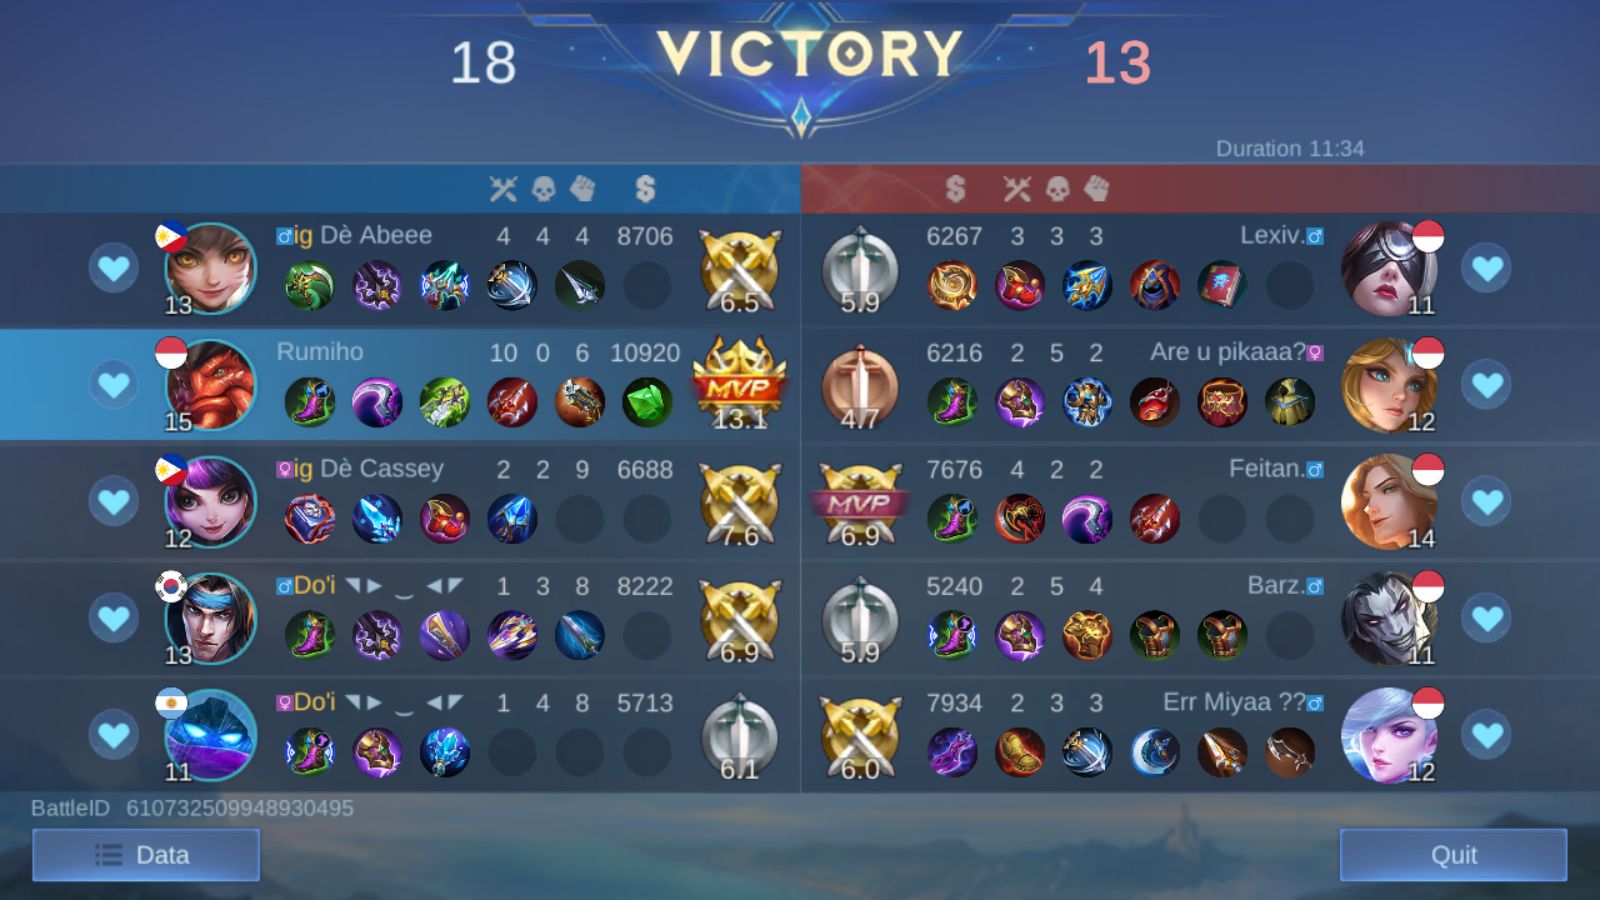 18 VICTORY 13
Duration 11:34
ig Dè Abeee 4 4 4 8706
13 6.5
6267 3 3 3 Lexiv.
5.9 11
Rumiho 10 0 6 10920
15 MVP 13.1
6216 2 5 2 Are u pikaaa?
4.7 12
ig Dè Cassey 2 2 9 6688
12 7.6
7676 4 2 2 Feitan.
MVP 6.9 14
Do'i ◥ ► ‿ ◄ ◤ 1 3 8 8222
13 6.9
5240 2 5 4 Barz.
5.9 11
Do'i ◥ ► ‿ ◄ ◤ 1 4 8 5713
11 6.1
7934 2 3 3 Err Miyaa ??
6.0 12
BattleID 610732509948930495
Data Quit